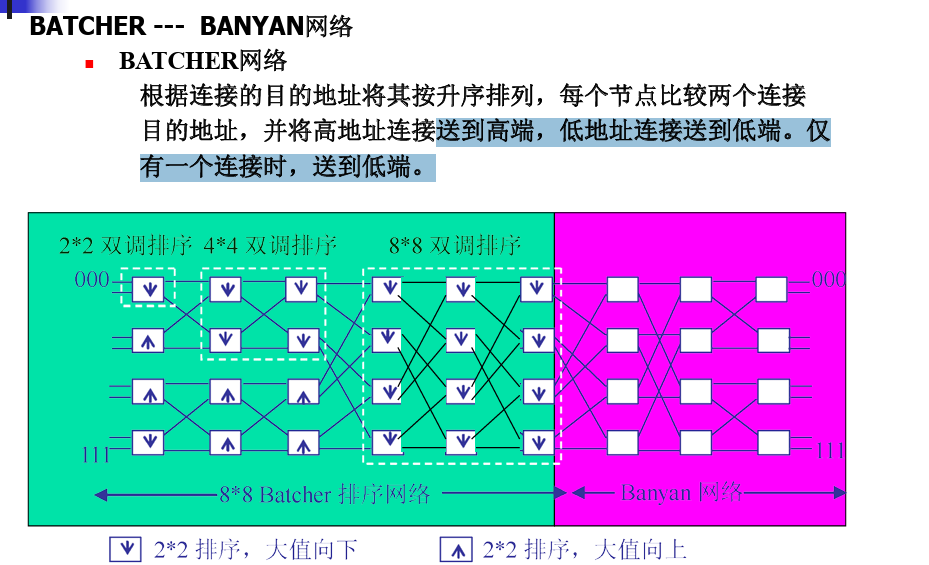 BATCHER --- BANYAN网络
BATCHER网络
根据连接的目的地址将其按升序排列，每个节点比较两个连接
目的地址，并将高地址连接送到高端，低地址连接送到低端。仅
有一个连接时，送到低端。
2*2 双调排序 4*4 双调排序 8*8 双调排序
000 000
111 111
8*8 Batcher 排序网络 Banyan 网络
2*2 排序，大值向下 2*2 排序，大值向上